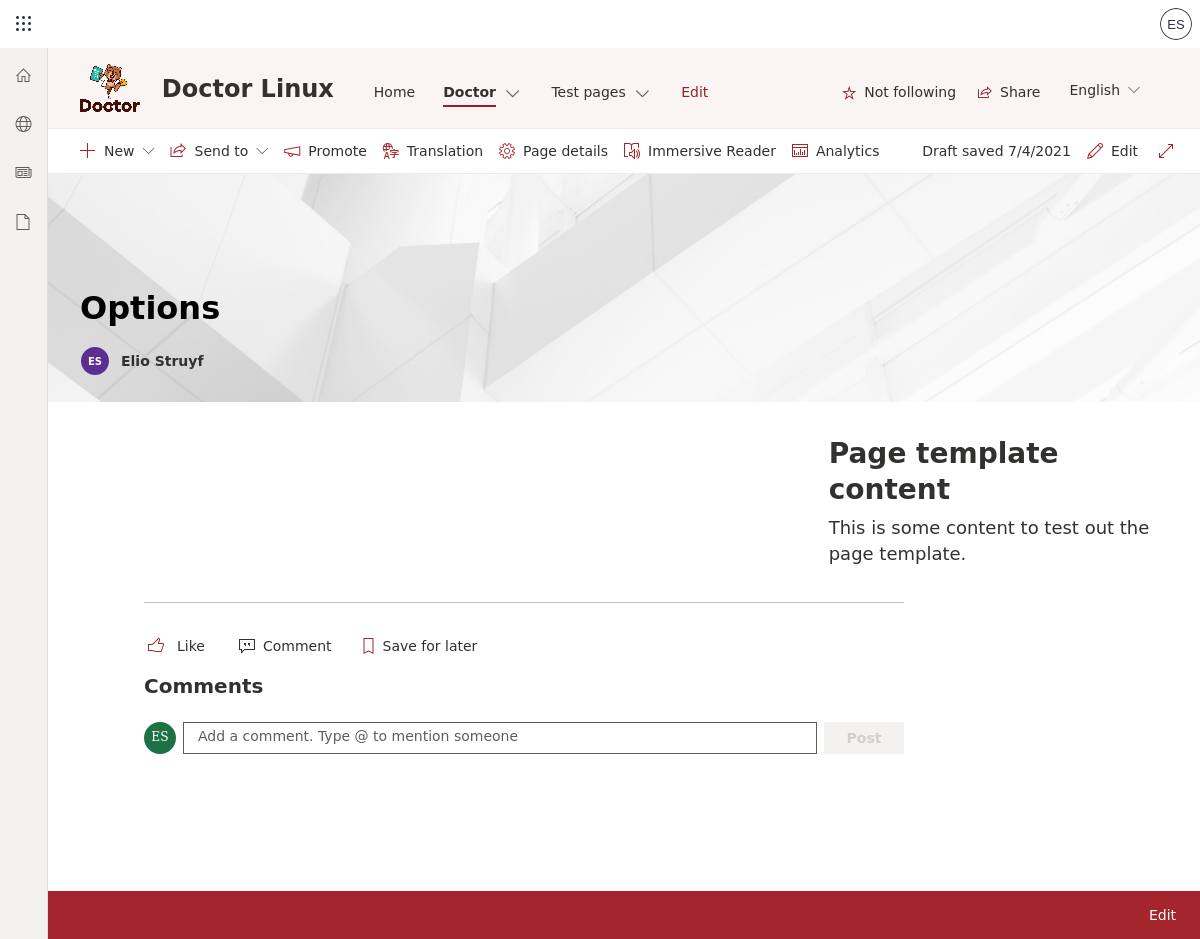 ES
Doctor
Doctor Linux
Home
Doctor
Test pages
Edit
Not following
Share
English
New
Send to
Promote
Translation
Page details
Immersive Reader
Analytics
Draft saved 7/4/2021
Edit
Options
ES
Elio Struyf
Page template
content
This is some content to test out the
page template.
Like
Comment
Save for later
Comments
ES
Add a comment. Type @ to mention someone
Post
Edit